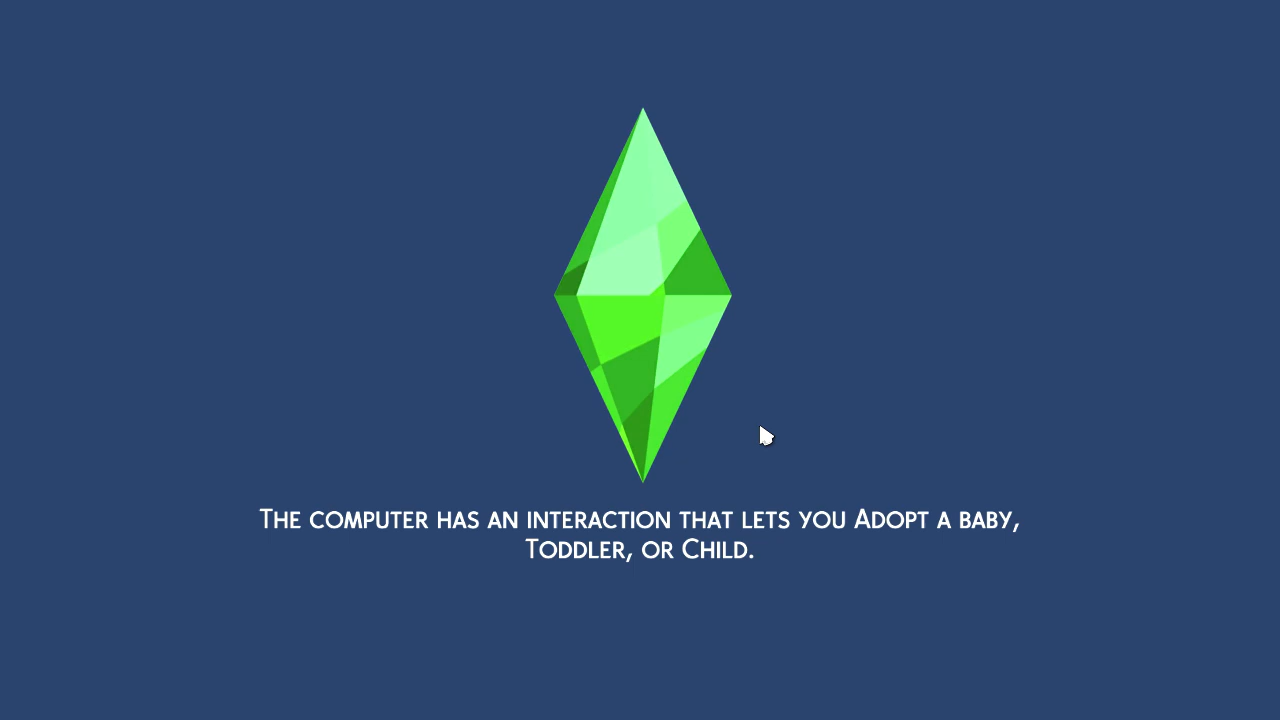 The computer has an interaction that lets you Adopt a baby,
Toddler, or Child.